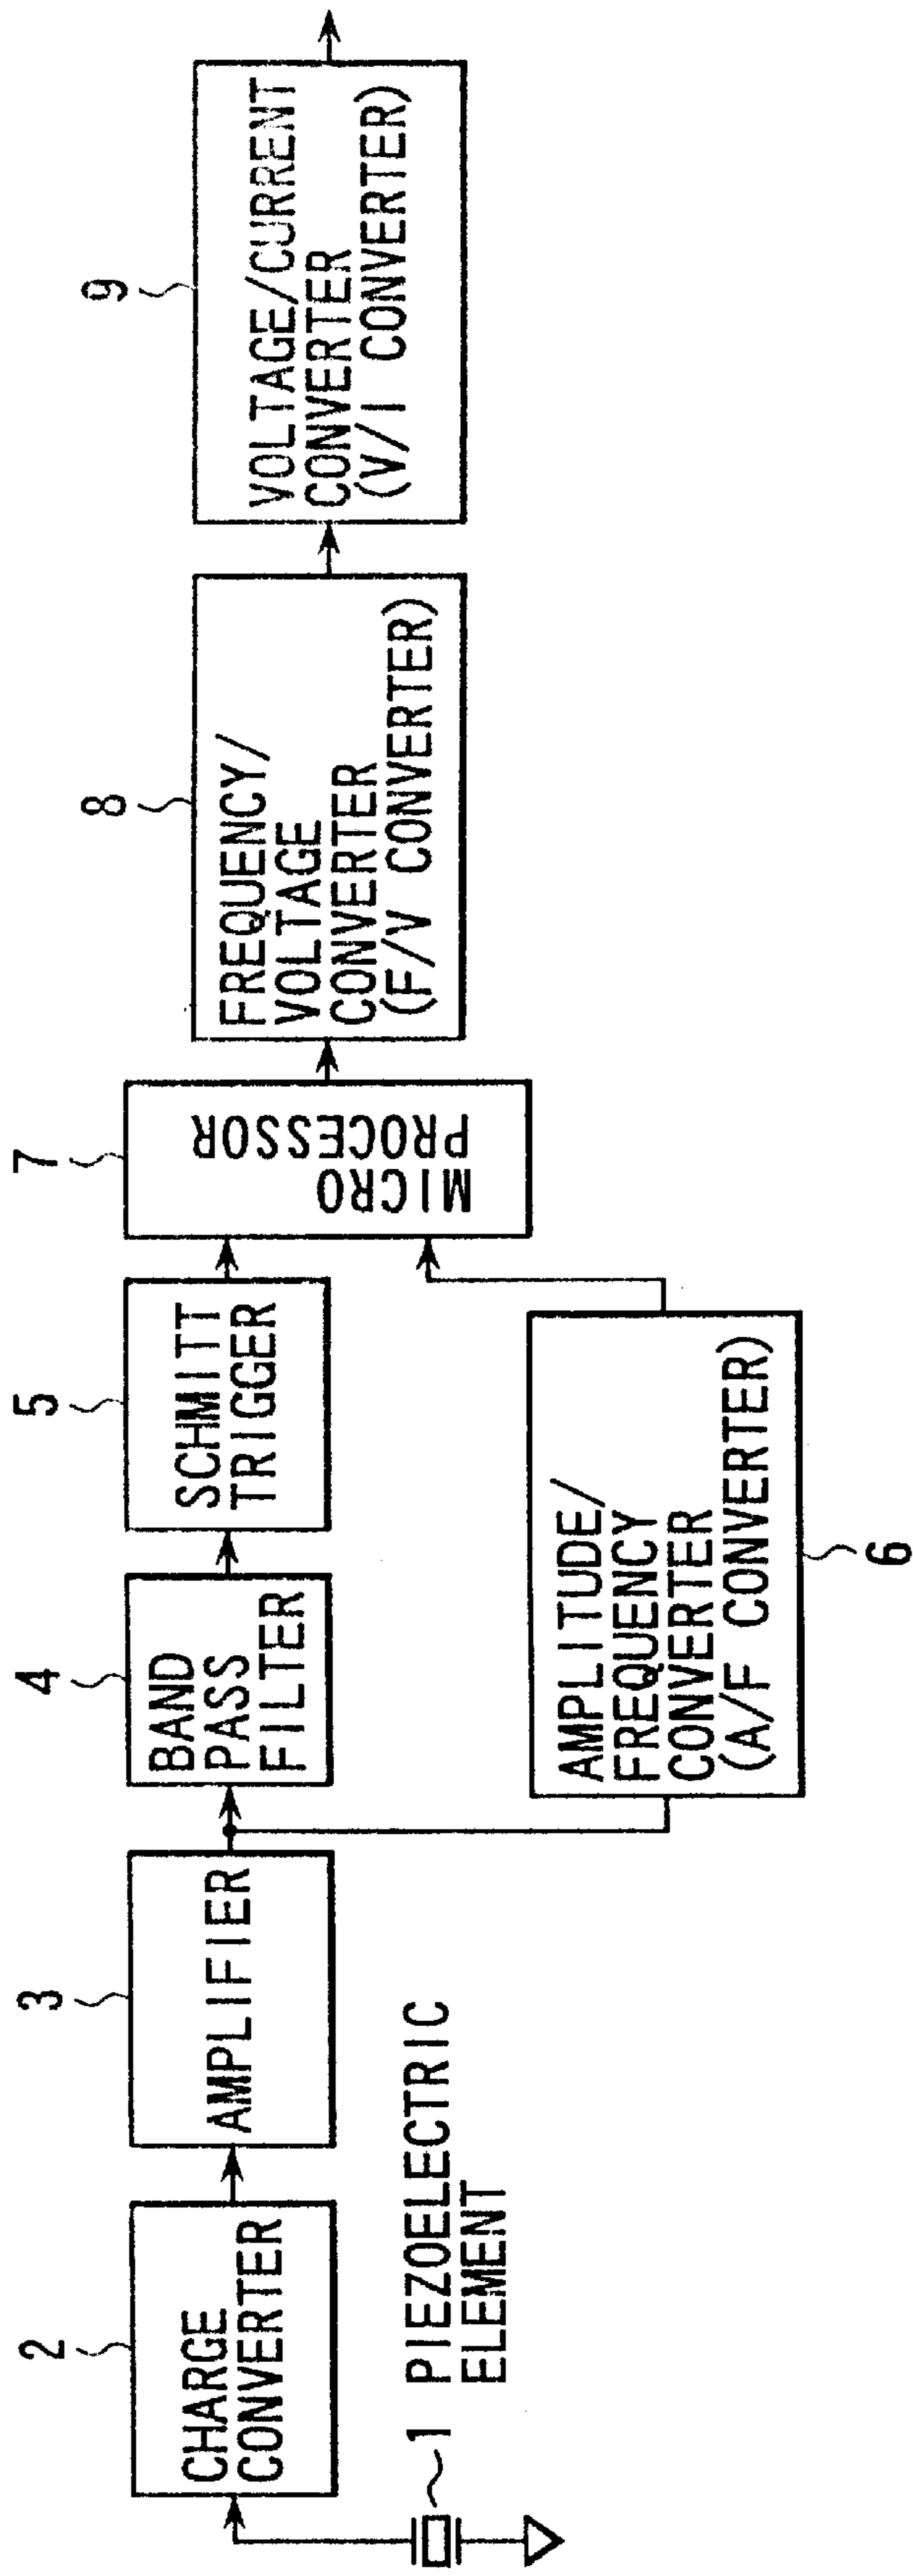 1 PIEZOELECTRIC
ELEMENT
2
CHARGE
CONVERTER
3
AMPLIFIER
4
BAND
PASS
FILTER
5
SCHMITT
TRIGGER
6
AMPLITUDE/
FREQUENCY
CONVERTER
(A/F CONVERTER)
7
MICRO
PROCESSOR
8
FREQUENCY/
VOLTAGE
CONVERTER
(F/V CONVERTER)
9
VOLTAGE/CURRENT
CONVERTER
(V/I CONVERTER)